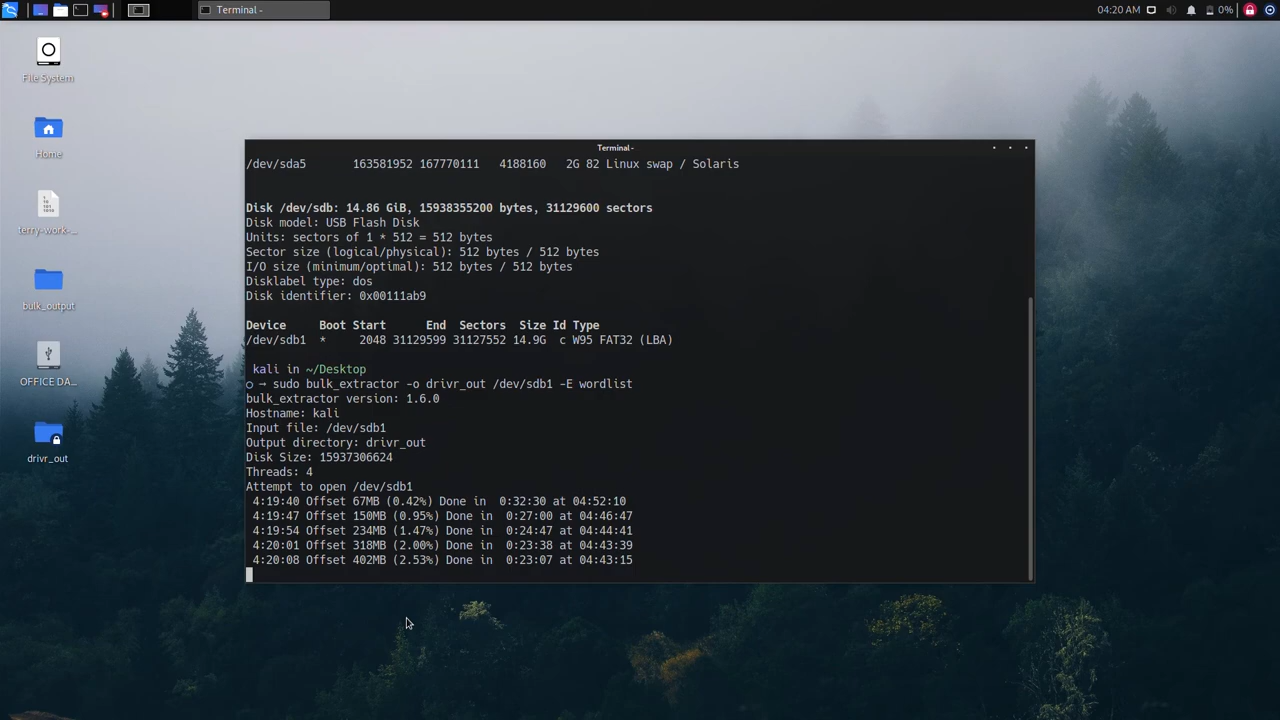 Terminal -
04:20 AM
0%
File System
Home
terry-work-...
bulk_output
OFFICE DA...
drivr_out
Terminal -
/dev/sda5 163581952 167770111 4188160 2G 82 Linux swap / Solaris
Disk /dev/sdb: 14.86 GiB, 15938355200 bytes, 31129600 sectors
Disk model: USB Flash Disk
Units: sectors of 1 * 512 = 512 bytes
Sector size (logical/physical): 512 bytes / 512 bytes
I/O size (minimum/optimal): 512 bytes / 512 bytes
Disklabel type: dos
Disk identifier: 0x00111ab9
Device Boot Start End Sectors Size Id Type
/dev/sdb1 * 2048 31129599 31127552 14.9G c W95 FAT32 (LBA)
kali in ~/Desktop
○ → sudo bulk_extractor -o drivr_out /dev/sdb1 -E wordlist
bulk_extractor version: 1.6.0
Hostname: kali
Input file: /dev/sdb1
Output directory: drivr_out
Disk Size: 15937306624
Threads: 4
Attempt to open /dev/sdb1
4:19:40 Offset 67MB (0.42%) Done in 0:32:30 at 04:52:10
4:19:47 Offset 150MB (0.95%) Done in 0:27:00 at 04:46:47
4:19:54 Offset 234MB (1.47%) Done in 0:24:47 at 04:44:41
4:20:01 Offset 318MB (2.00%) Done in 0:23:38 at 04:43:39
4:20:08 Offset 402MB (2.53%) Done in 0:23:07 at 04:43:15